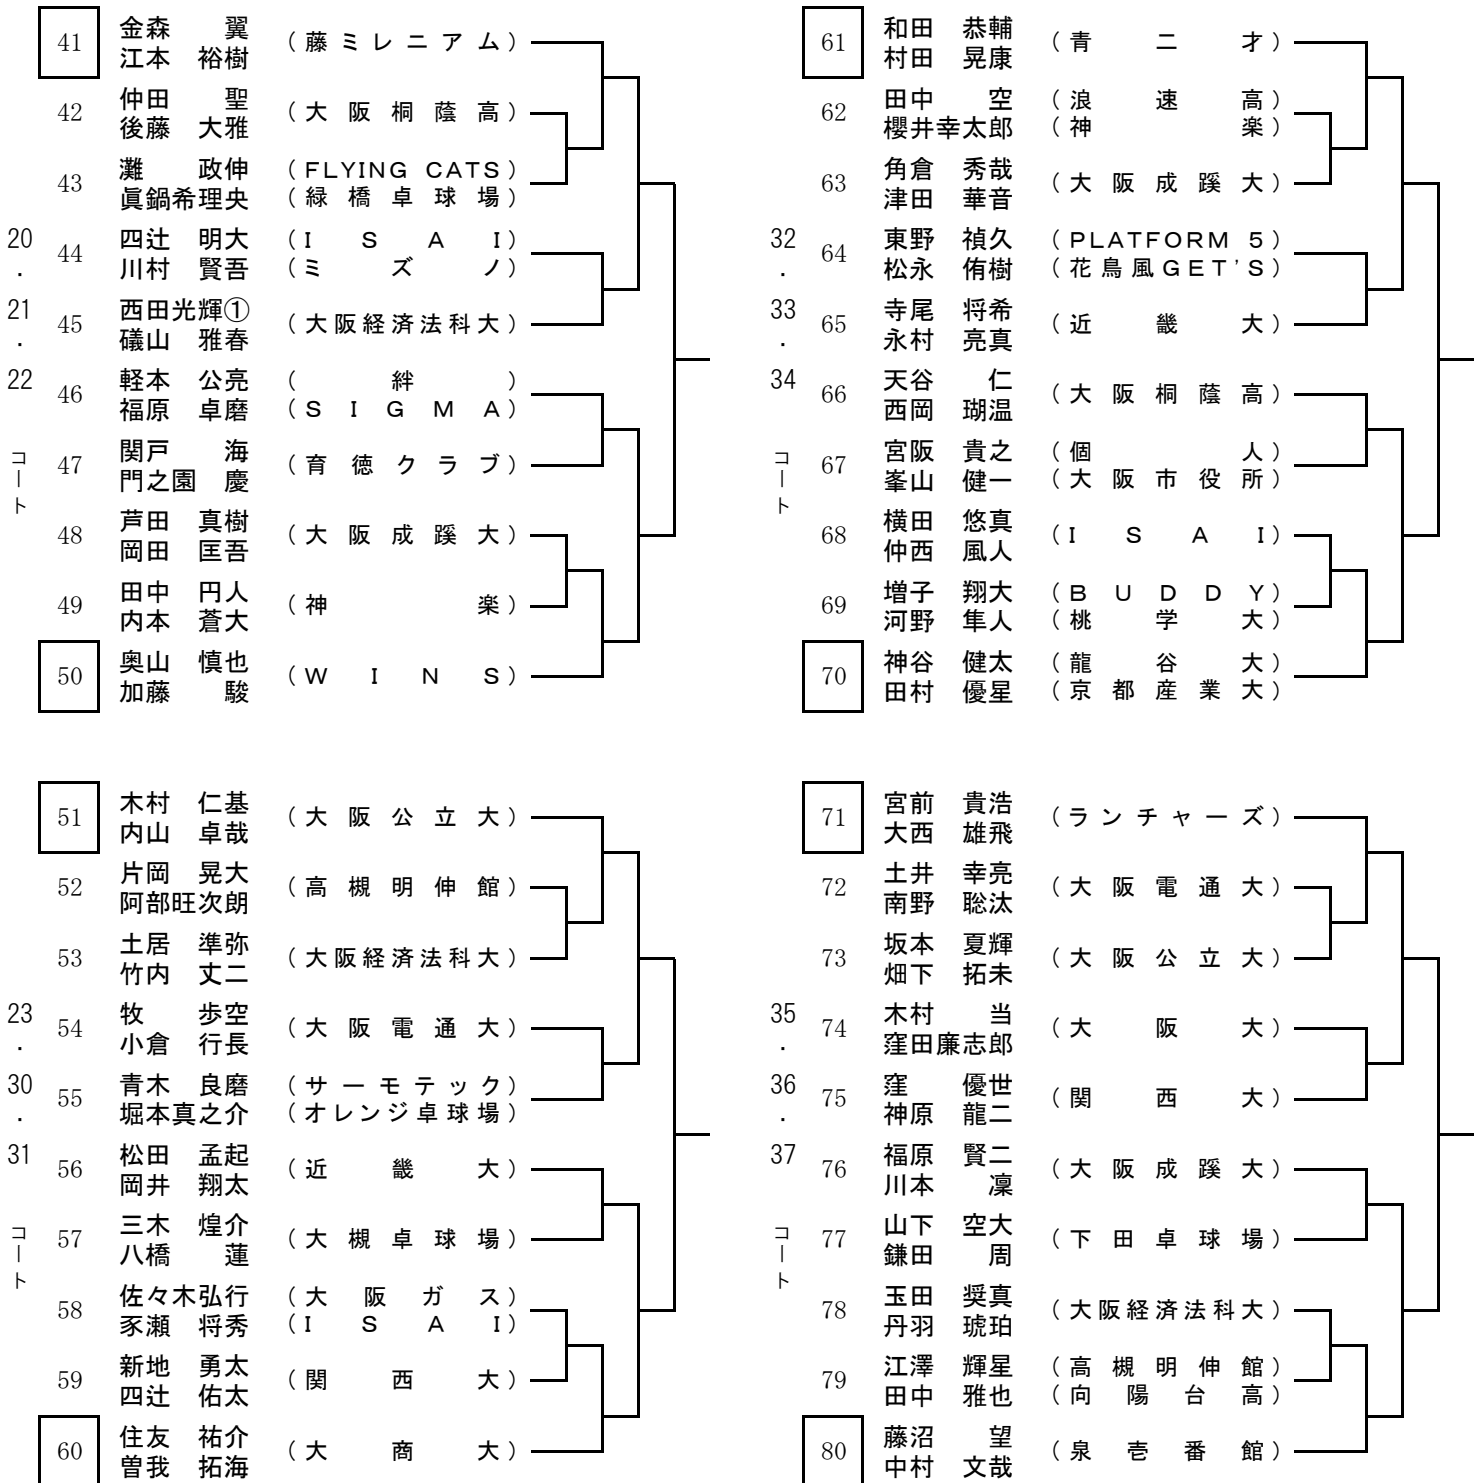 41 金森 翼 (藤ミレニアム)
江本 裕樹
42 仲田 聖 (大阪桐蔭高)
後藤 大雅
43 灘 政伸 (FLYING CATS)
眞鍋希理央 (緑橋卓球場)
44 四辻 明大 (ISAI)
川村 賢吾 (ミズノ)
45 西田光輝① (大阪経済法科大)
礒山 雅春
46 軽本 公亮 (絆)
福原 卓磨 (SIGMA)
47 関戸 海 (育徳クラブ)
門之園 慶
48 芦田 真樹 (大阪成蹊大)
岡田 匡吾
49 田中 円人 (神楽)
内本 蒼大
50 奥山 慎也 (WINS)
加藤 駿
20
.
21
.
22
コート
51 木村 仁基 (大阪公立大)
内山 卓哉
52 片岡 晃大 (高槻明伸館)
阿部旺次朗
53 土居 準弥 (大阪経済法科大)
竹内 丈二
54 牧 歩空 (大阪電通大)
小倉 行長
55 青木 良磨 (サーモテック)
堀本真之介 (オレンジ卓球場)
56 松田 孟起 (近畿大)
岡井 翔太
57 三木 煌介 (大槻卓球場)
八橋 蓮
58 佐々木弘行 (大阪ガス)
豕瀬 将秀 (ISAI)
59 新地 勇太 (関西大)
四辻 佑太
60 住友 祐介 (大商大)
曽我 拓海
23
.
30
.
31
コート
61 和田 恭輔 (青二才)
村田 晃康
62 田中 空 (浪速高)
櫻井幸太郎 (神楽)
63 角倉 秀哉 (大阪成蹊大)
津田 華音
64 東野 禎久 (PLATFORM 5)
松永 侑樹 (花鳥風GET'S)
65 寺尾 将希 (近畿大)
永村 亮真
66 天谷 仁 (大阪桐蔭高)
西岡 瑚温
67 宮阪 貴之 (個人)
峯山 健一 (大阪市役所)
68 横田 悠真 (ISAI)
仲西 風人
69 増子 翔大 (BUDDY)
河野 隼人 (桃学大)
70 神谷 健太 (龍谷大)
田村 優星 (京都産業大)
32
.
33
.
34
コート
71 宮前 貴浩 (ランチャーズ)
大西 雄飛
72 土井 幸亮 (大阪電通大)
南野 聡汰
73 坂本 夏輝 (大阪公立大)
畑下 拓未
74 木村 当 (大阪大)
窪田廉志郎
75 窪 優世 (関西大)
神原 龍二
76 福原 賢二 (大阪成蹊大)
川本 凜
77 山下 空大 (下田卓球場)
鎌田 周
78 玉田 奨真 (大阪経済法科大)
丹羽 琥珀
79 江澤 輝星 (高槻明伸館)
田中 雅也 (向陽台高)
80 藤沼 望 (泉壱番館)
中村 文哉
35
.
36
.
37
コート